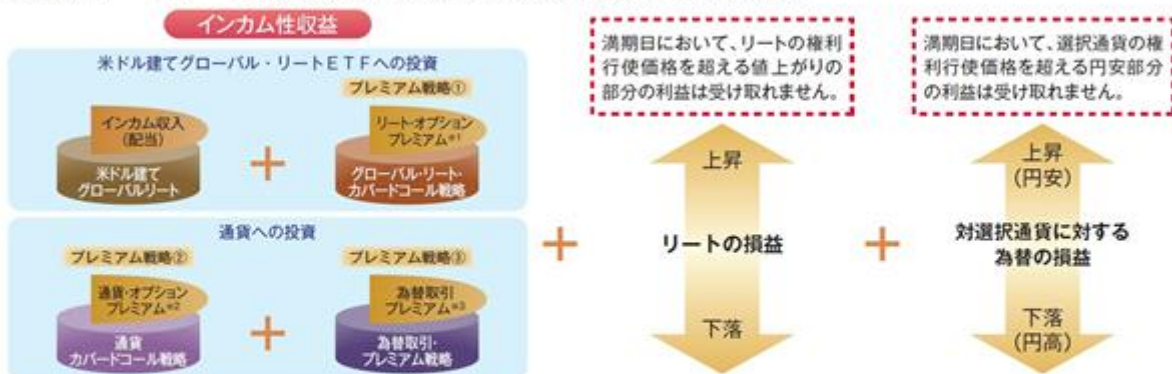 インカム性収益
米ドル建てグローバル・リートETFへの投資
プレミアム戦略①
インカム収入
(配当)
リート・オプション
プレミアム※1
+
米ドル建て
グローバルリート
グローバル・リート・
カバードコール戦略
通貨への投資
プレミアム戦略②
プレミアム戦略③
通貨・オプション
プレミアム※2
為替取引
プレミアム※3
+
通貨
カバードコール戦略
為替取引・
プレミアム戦略
+
満期日において、リートの権利
行使価格を超える値上がりの
部分の利益は受け取れません。
上昇
リートの損益
下落
+
満期日において、選択通貨の権
利行使価格を超える円安部分
の利益は受け取れません。
上昇
(円安)
対選択通貨に対する
為替の損益
下落
(円高)